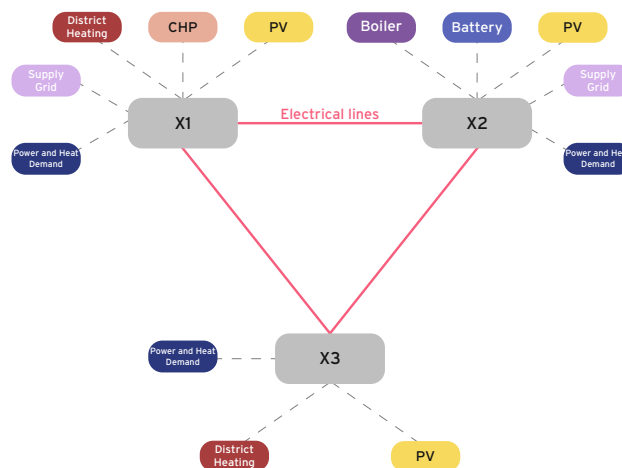 District
Heating
CHP
PV
Boiler
Battery
PV
Supply
Grid
Supply
Grid
X1
Electrical lines
X2
Power and Heat
Demand
Power and Heat
Demand
Power and Heat
Demand
X3
District
Heating
PV